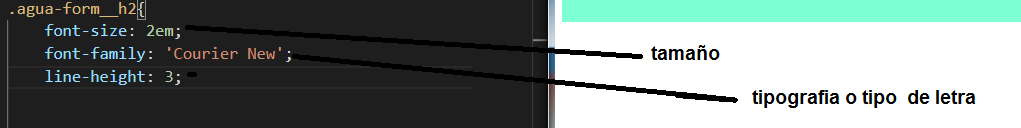 .agua-form__h2{
font-size: 2em;
font-family: 'Courier New';
line-height: 3;
tamaño
tipografia o tipo de letra